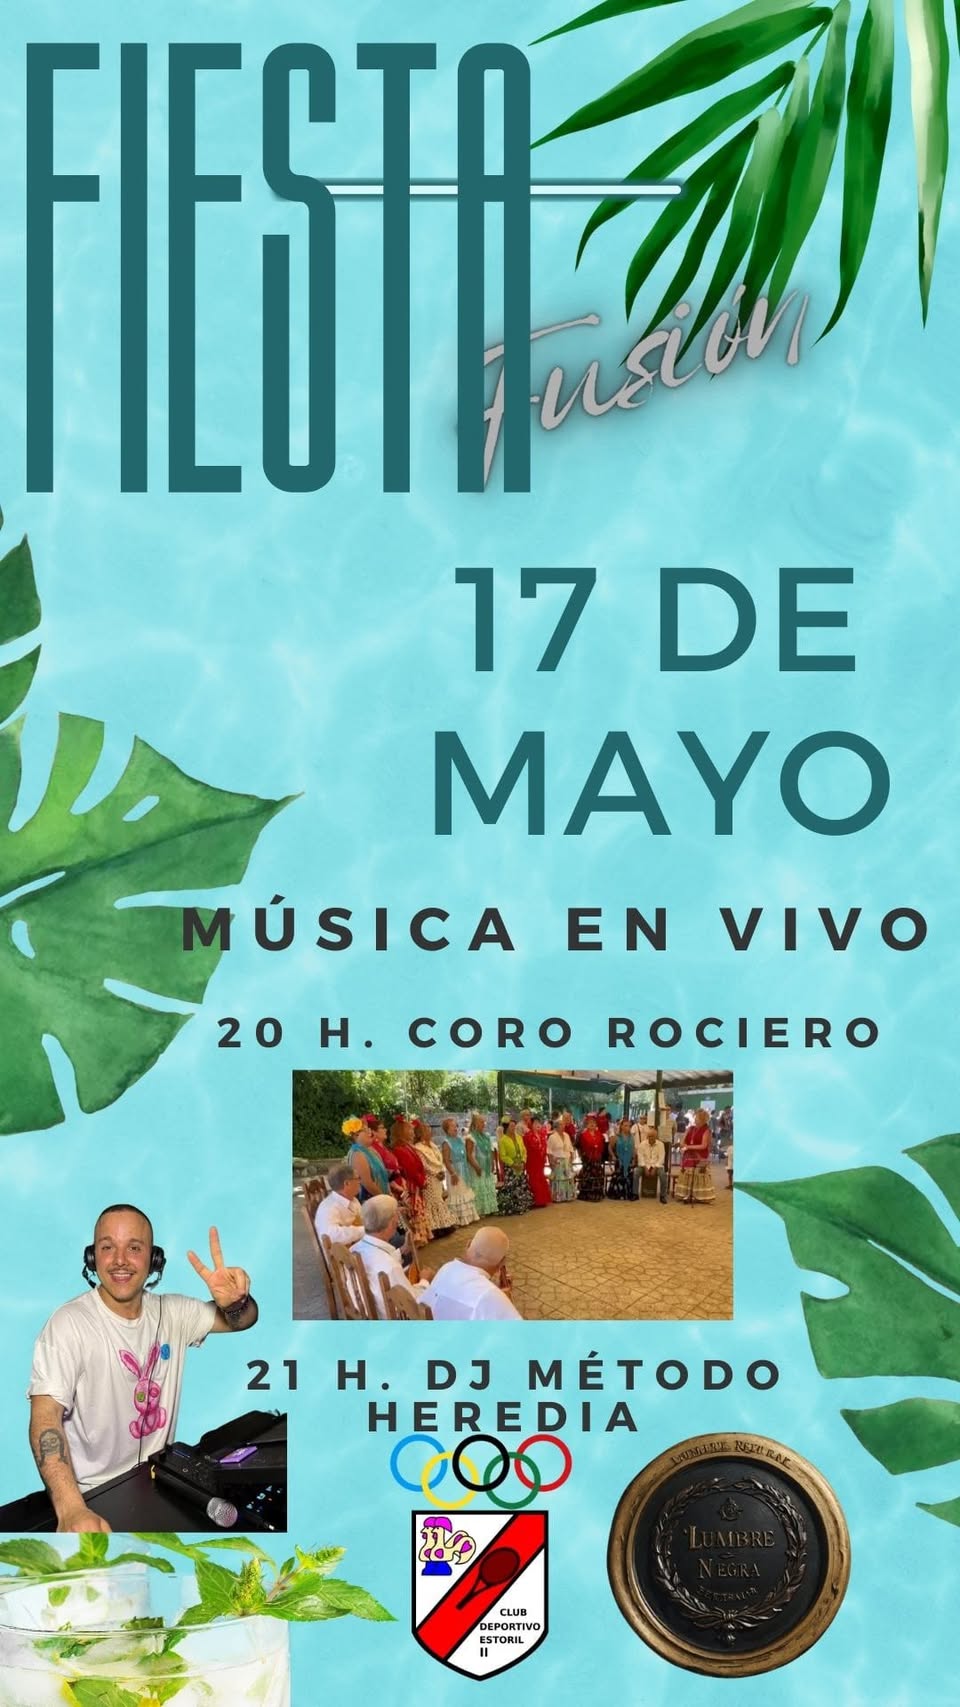 FIESTA
Fusión
17 DE
MAYO
MÚSICA EN VIVO
20 H. CORO ROCIERO
21 H. DJ MÉTODO
HEREDIA
CLUB
DEPORTIVO
ESTORIL
II
LUMBRE
NEGRA